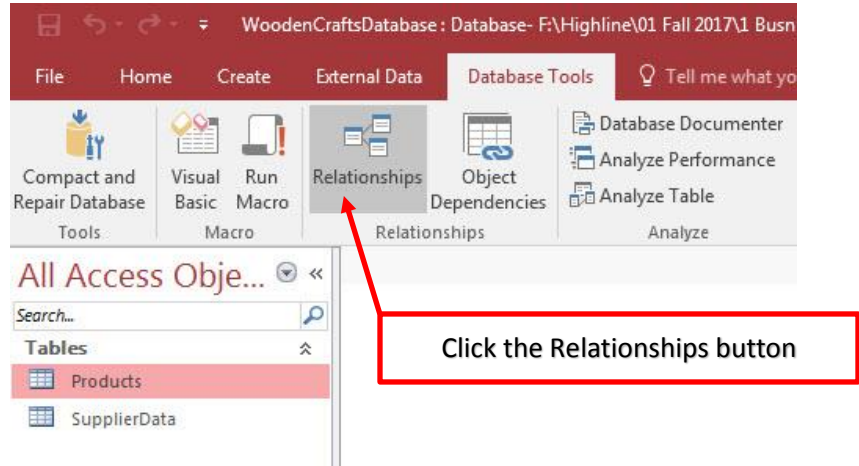 WoodenCraftsDatabase : Database- F:\Highline\01 Fall 2017\1 Busn
File Home Create External Data Database Tools Tell me what yo
Compact and Repair Database
Visual Basic
Run Macro
Relationships
Object Dependencies
Database Documenter
Analyze Performance
Analyze Table
Tools Macro Relationships Analyze
All Access Obje...
Search...
Tables
Products
SupplierData
Click the Relationships button